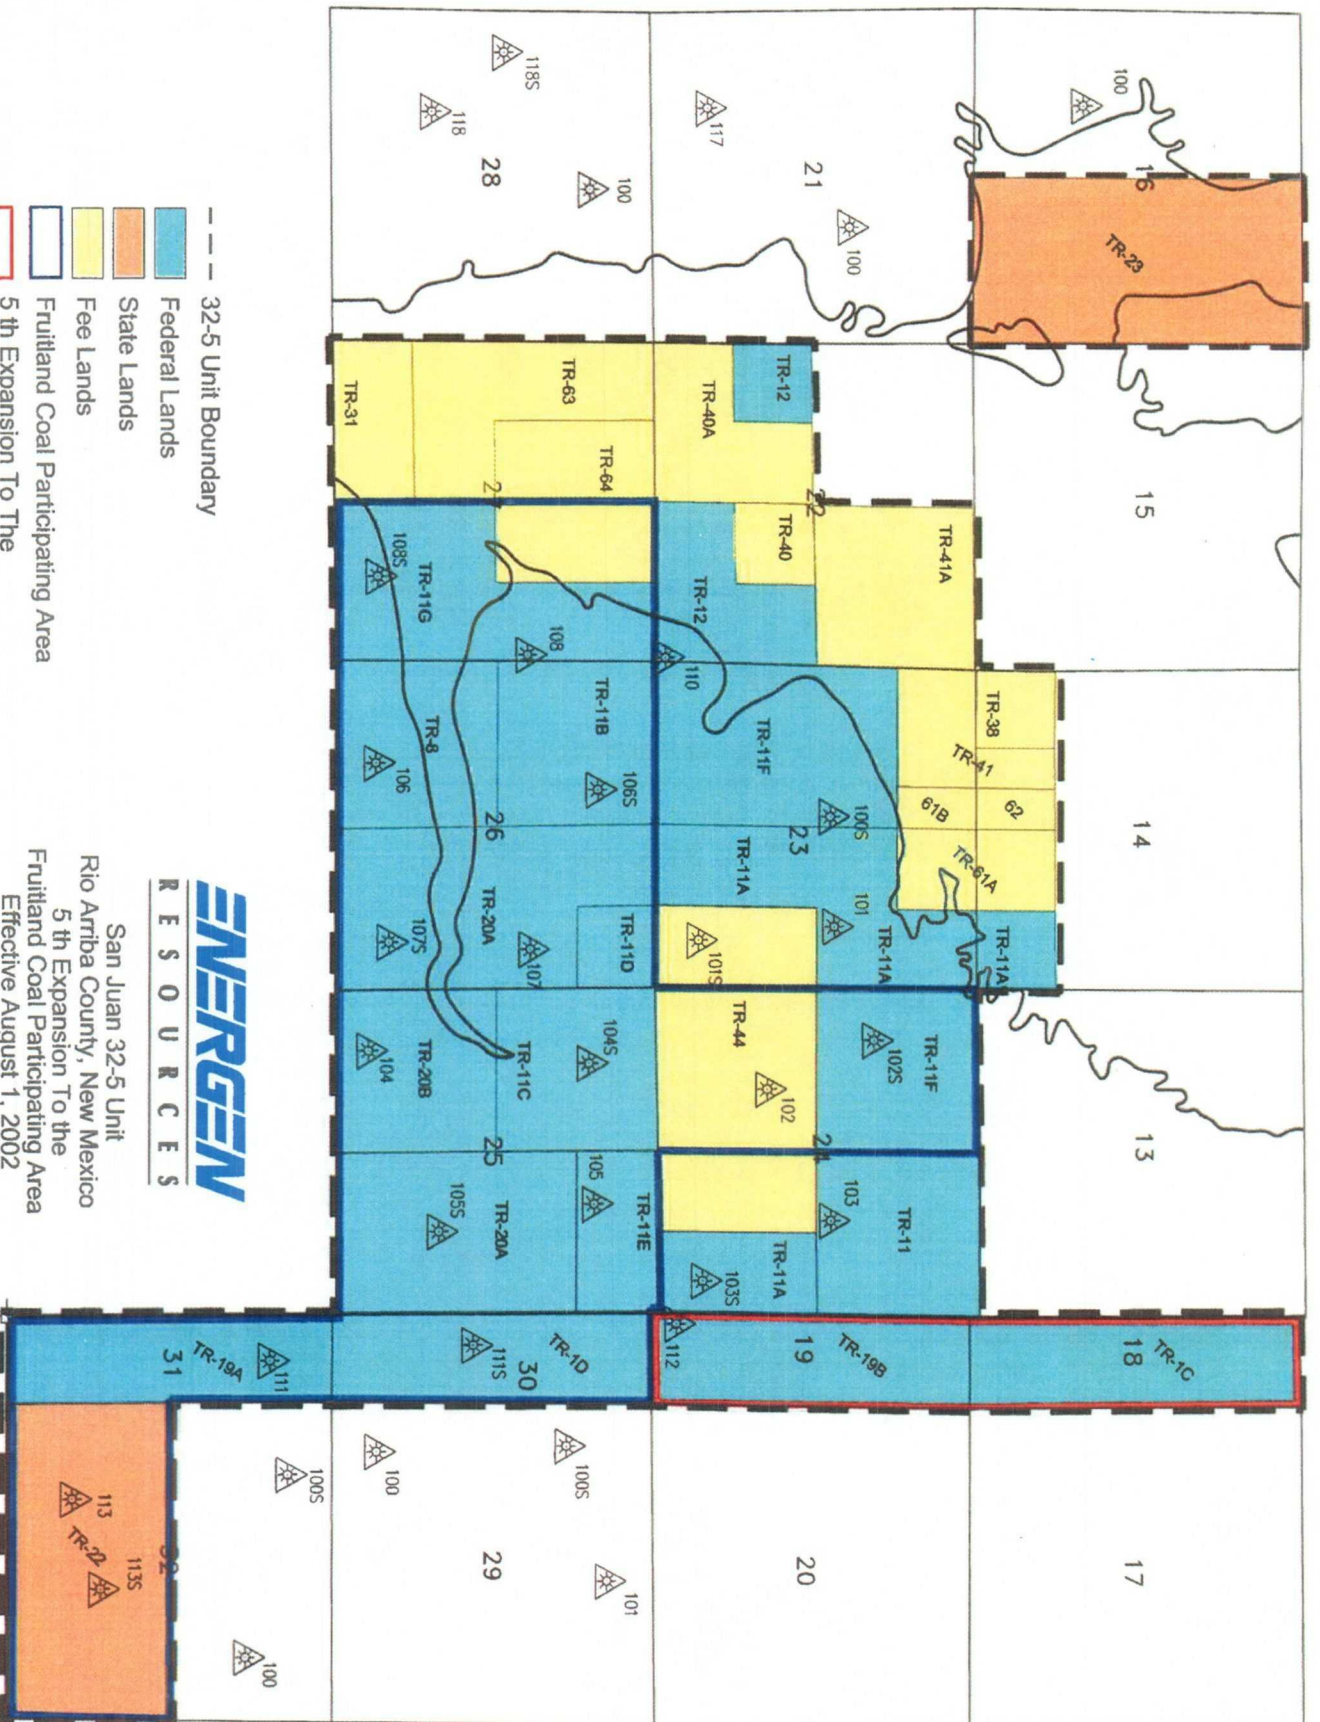 100
16
TR-23
15
14
13
18 TR-1C
17
21
117
100
22
TR-41A
TR-12
TR-40
TR-40A
TR-12
110
TR-38
TR-41
62
61B
TR-61A
TR-11A
TR-11A
100S
23
101
TR-11F
TR-11A
101S
TR-11F
102S
24
102
TR-44
TR-11
103
TR-11A
103S
TR-19B
19
112
20
28
118S
118
100
TR-63
TR-64
TR-31
108
TR-11G
108S
TR-11B
106S
26
TR-8
106
TR-11D
107
TR-20A
107S
104S
TR-11C
25
TR-20B
104
TR-11E
105
TR-20A
105S
TR-1D
30
111S
29
100S
101
100
31
TR-19A
111
100S
100
113
113S
TR-22
32-5 Unit Boundary
Federal Lands
State Lands
Fee Lands
Fruitland Coal Participating Area
5 th Expansion To The
ENERGEN
RESOURCES
San Juan 32-5 Unit
Rio Arriba County, New Mexico
5 th Expansion To the
Fruitland Coal Participating Area
Effective August 1, 2002